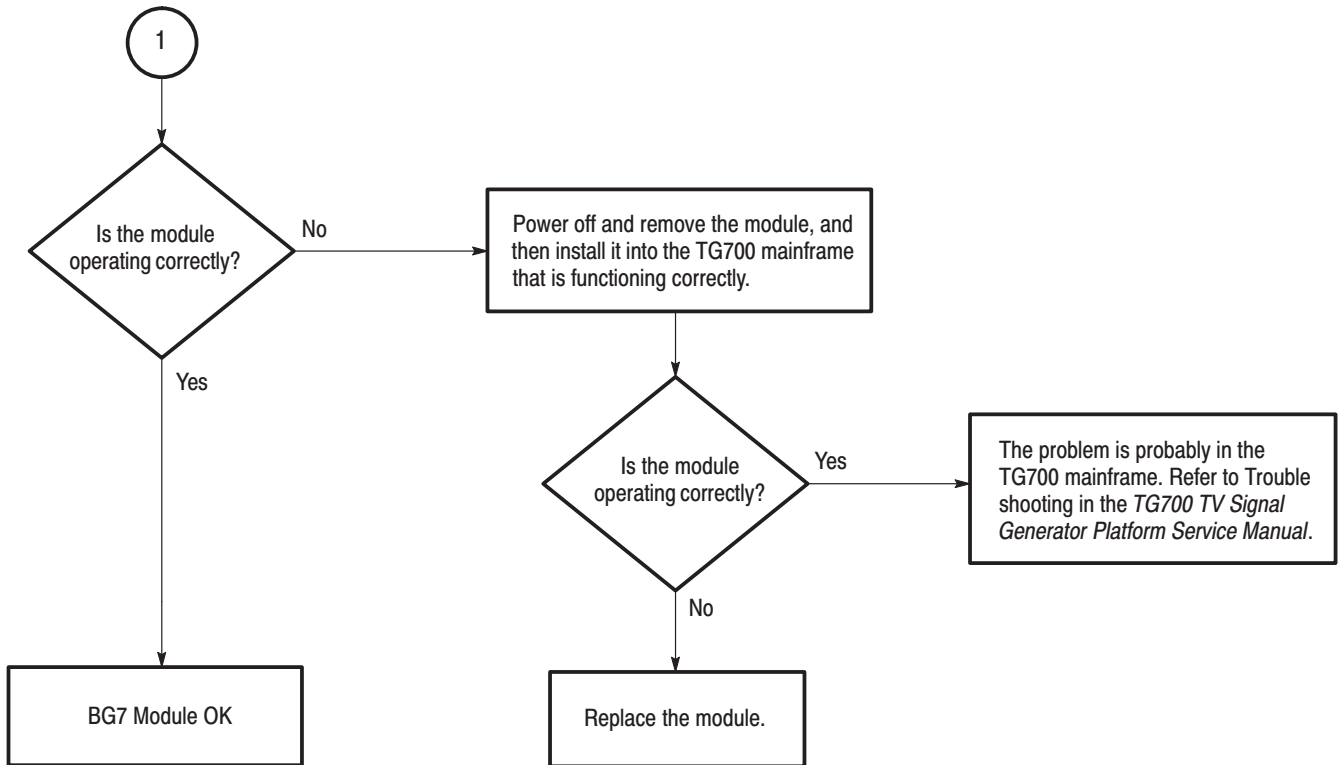 1
Is the module
operating correctly?
No
Power off and remove the module, and
then install it into the TG700 mainframe
that is functioning correctly.
Yes
Is the module
operating correctly?
Yes
The problem is probably in the
TG700 mainframe. Refer to Trouble
shooting in the TG700 TV Signal
Generator Platform Service Manual.
No
BG7 Module OK
Replace the module.